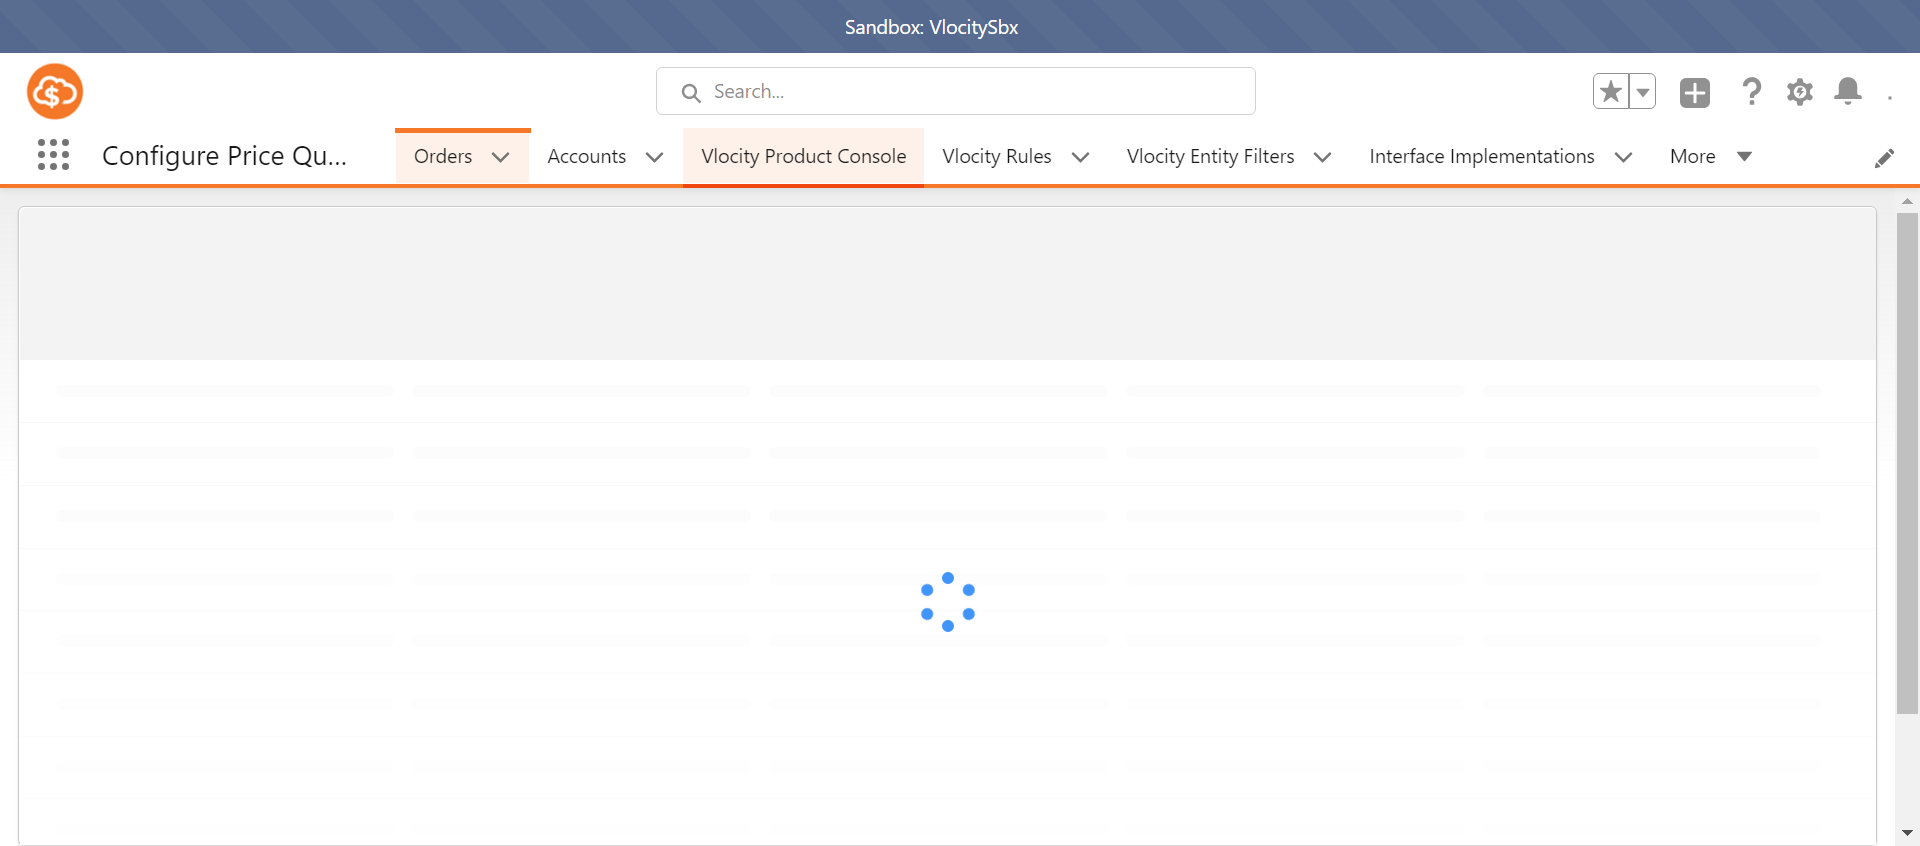 Sandbox: VlocitySbx
Search...
Configure Price Qu...
Orders
Accounts
Vlocity Product Console
Vlocity Rules
Vlocity Entity Filters
Interface Implementations
More